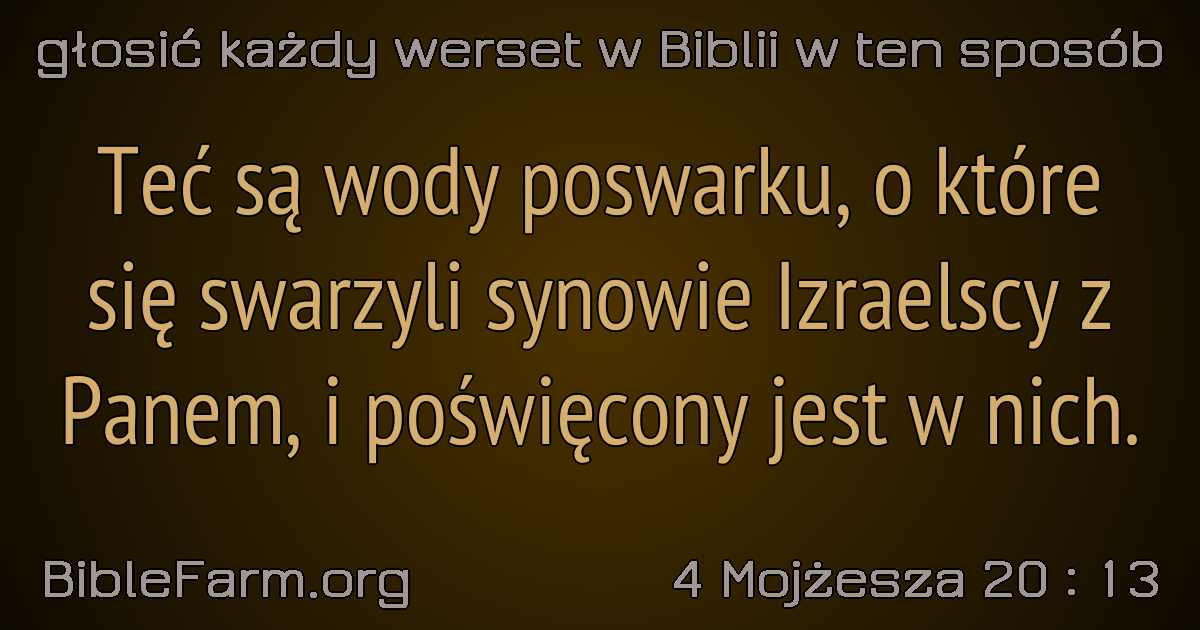 głosić każdy werset w Biblii w ten sposób
Teć są wody poswarku, o które
się swarzyli synowie Izraelscy z
Panem, i poświęcony jest w nich.
BibleFarm.org
4 Mojżesza 20 : 13